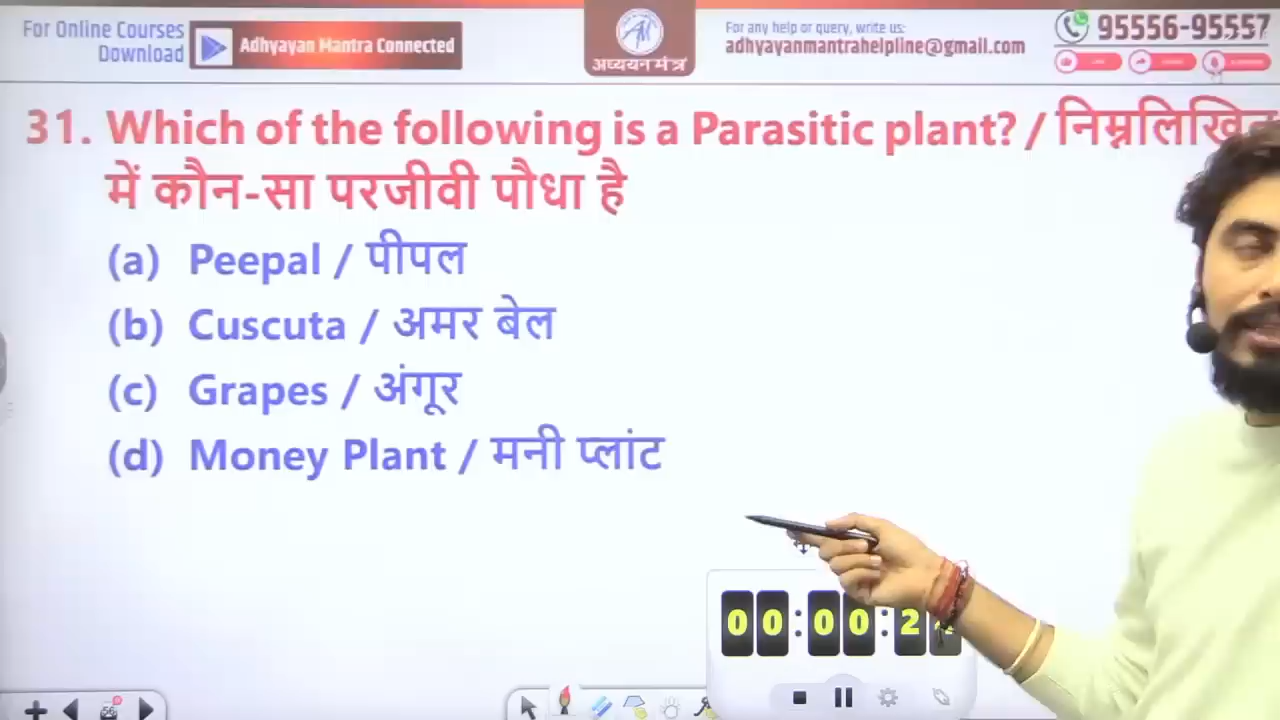 For Online Courses
Download
Adhyayan Mantra Connected
अध्ययन मंत्र
For any help or query, write us:
adhyayanmantrahelpline@gmail.com
95556-95557
31. Which of the following is a Parasitic plant? / निम्नलिखित
में कौन-सा परजीवी पौधा है
(a) Peepal / पीपल
(b) Cuscuta / अमर बेल
(c) Grapes / अंगूर
(d) Money Plant / मनी प्लांट
00:00:2